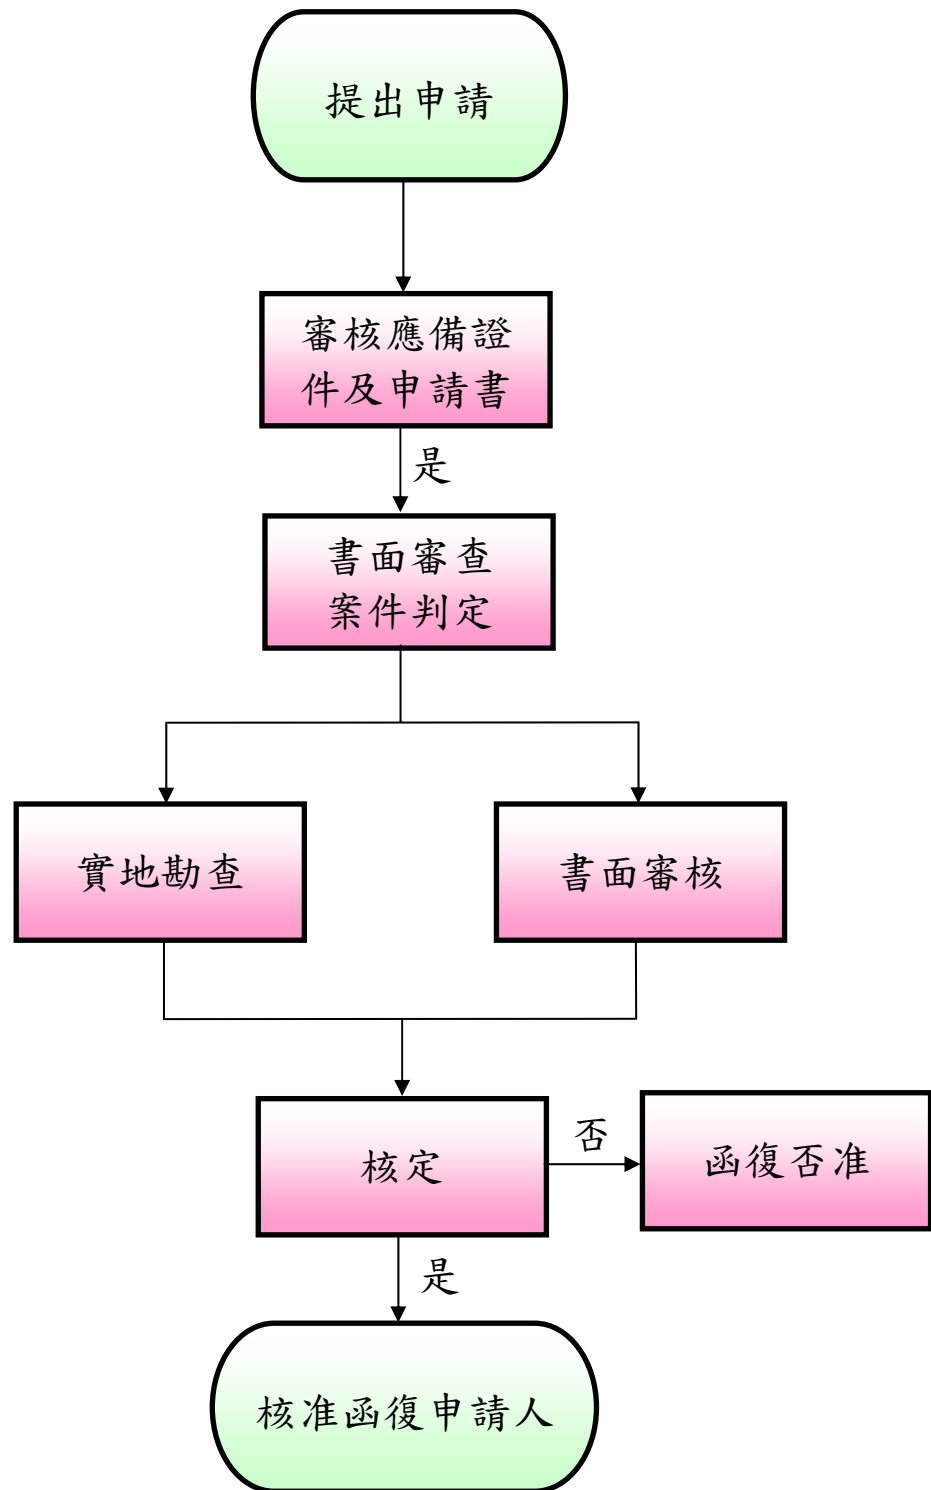 提出申請
審核應備證
件及申請書
是
書面審查
案件判定
實地勘查
書面審核
核定
否
函復否准
是
核准函復申請人